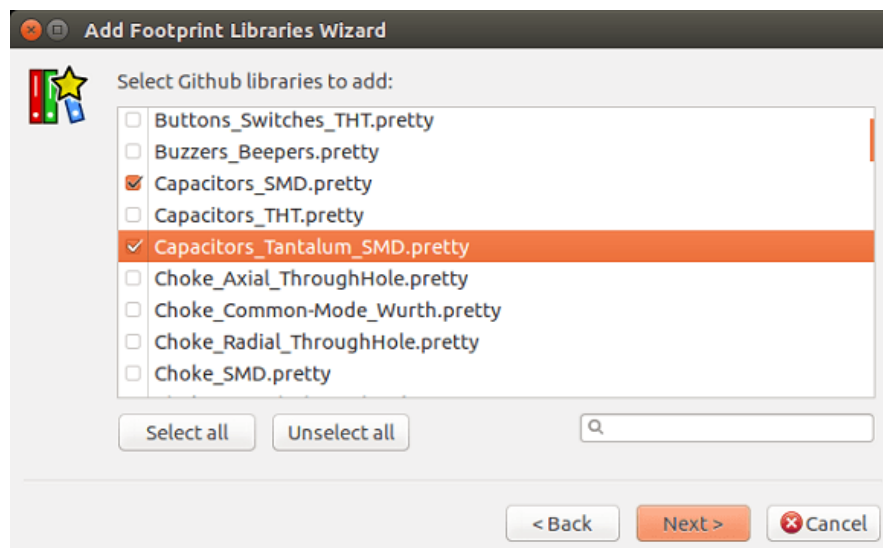 Add Footprint Libraries Wizard
Select Github libraries to add:
Buttons_Switches_THT.pretty
Buzzers_Beepers.pretty
Capacitors_SMD.pretty
Capacitors_THT.pretty
Capacitors_Tantalum_SMD.pretty
Choke_Axial_ThroughHole.pretty
Choke_Common-Mode_Wurth.pretty
Choke_Radial_ThroughHole.pretty
Choke_SMD.pretty
Select all Unselect all
< Back Next > Cancel